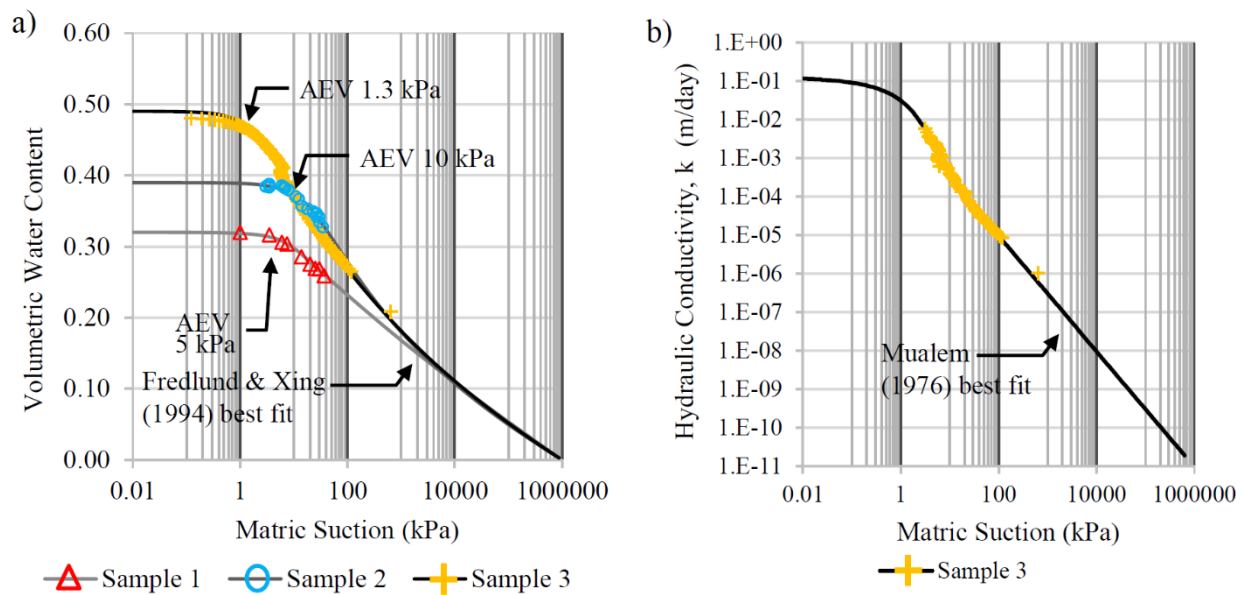 a)
Volumetric Water Content
0.60
0.50
0.40
0.30
0.20
0.10
0.00
AEV 1.3 kPa
AEV 10 kPa
AEV
5 kPa
Fredlund & Xing
(1994) best fit
0.01
1
100
10000
1000000
Matric Suction (kPa)
Sample 1
Sample 2
Sample 3
b)
Hydraulic Conductivity, k (m/day)
1.E+00
1.E-01
1.E-02
1.E-03
1.E-04
1.E-05
1.E-06
1.E-07
1.E-08
1.E-09
1.E-10
1.E-11
Mualem
(1976) best fit
0.01
1
100
10000
1000000
Matric Suction (kPa)
Sample 3